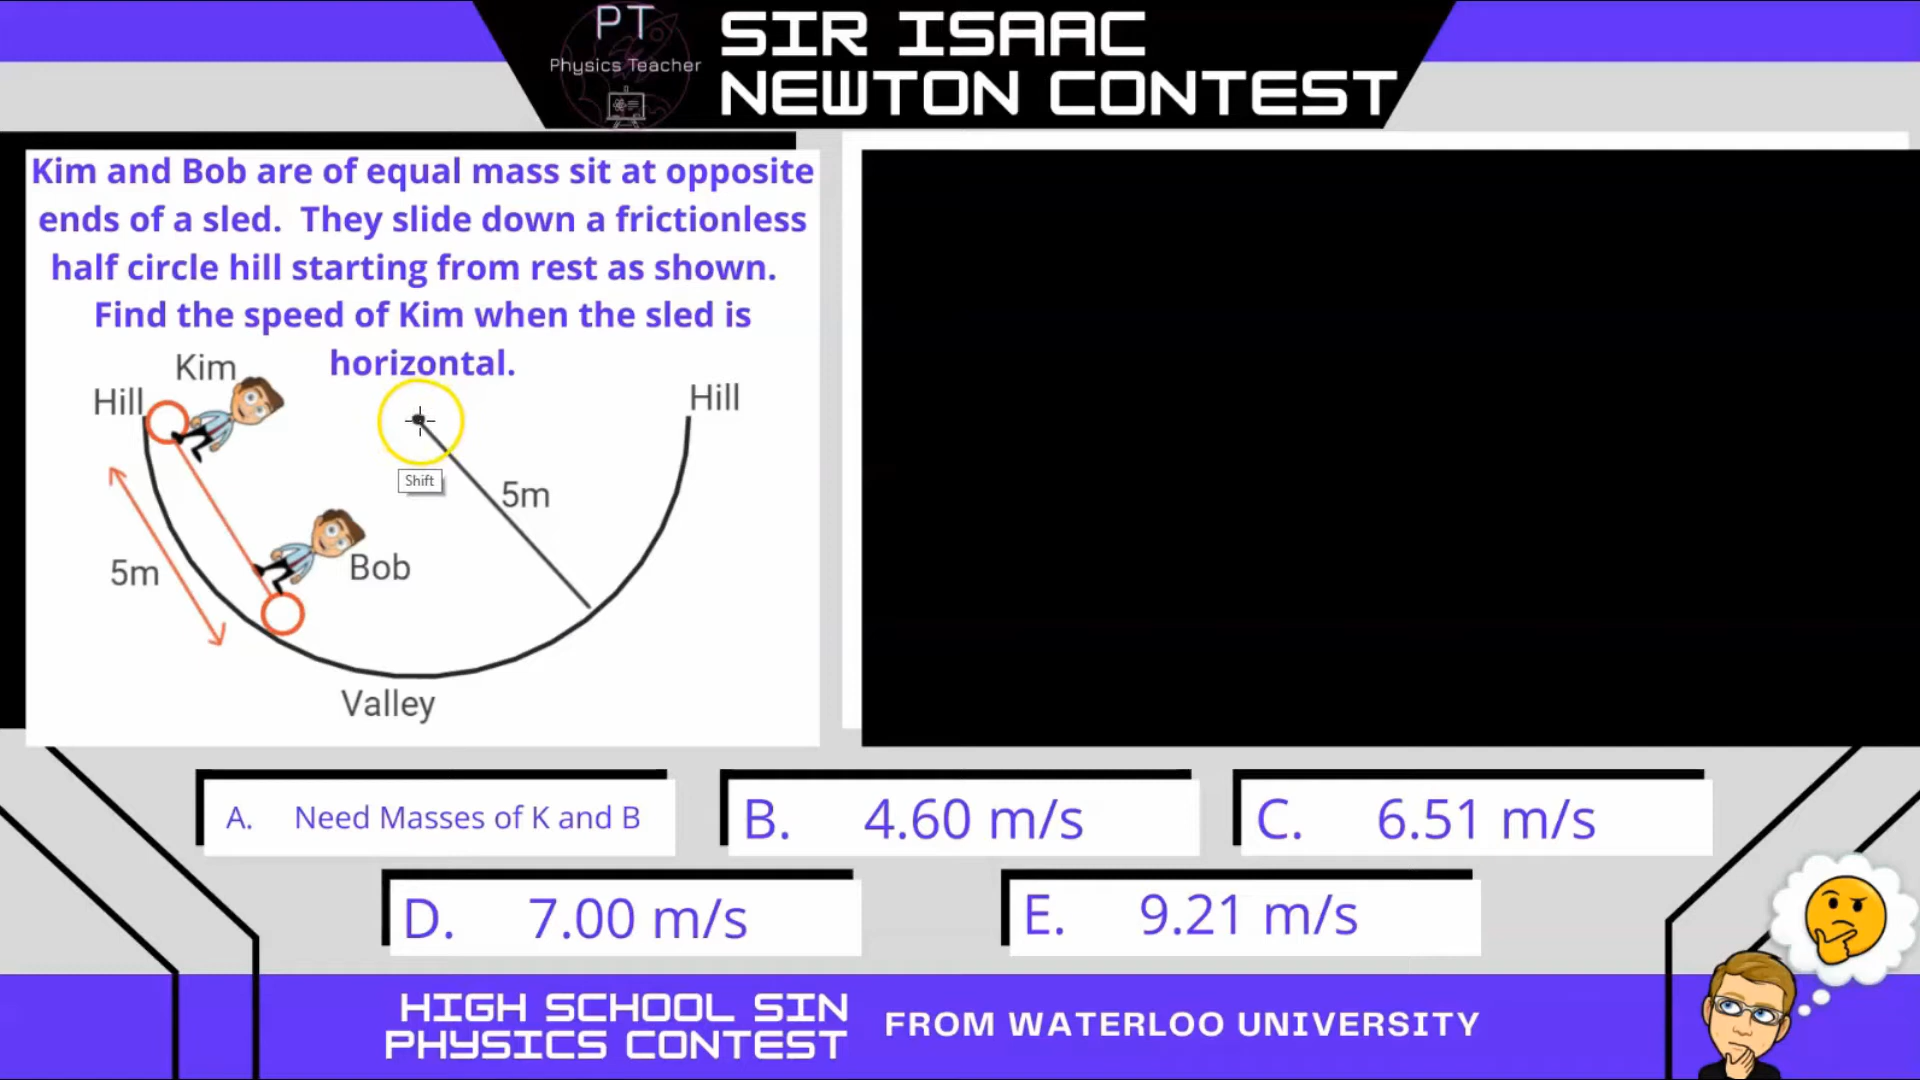 PT
Physics Teacher
SIR ISAAC
NEWTON CONTEST
Kim and Bob are of equal mass sit at opposite
ends of a sled. They slide down a frictionless
half circle hill starting from rest as shown.
Find the speed of Kim when the sled is
horizontal.
Kim
Hill
Hill
Shift
5m
5m
Bob
Valley
A. Need Masses of K and B
B. 4.60 m/s
C. 6.51 m/s
D. 7.00 m/s
E. 9.21 m/s
HIGH SCHOOL SIN
PHYSICS CONTEST
FROM WATERLOO UNIVERSITY